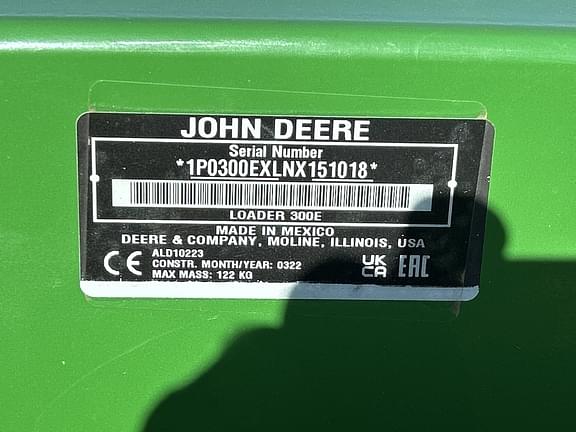 JOHN DEERE
Serial Number
*1P0300EXLNX151018*
LOADER 300E
MADE IN MEXICO
DEERE & COMPANY, MOLINE, ILLINOIS, USA
ALD10223
CONSTR. MONTH/YEAR: 0322
MAX MASS: 122 KG
CE
UK
CA
EAC